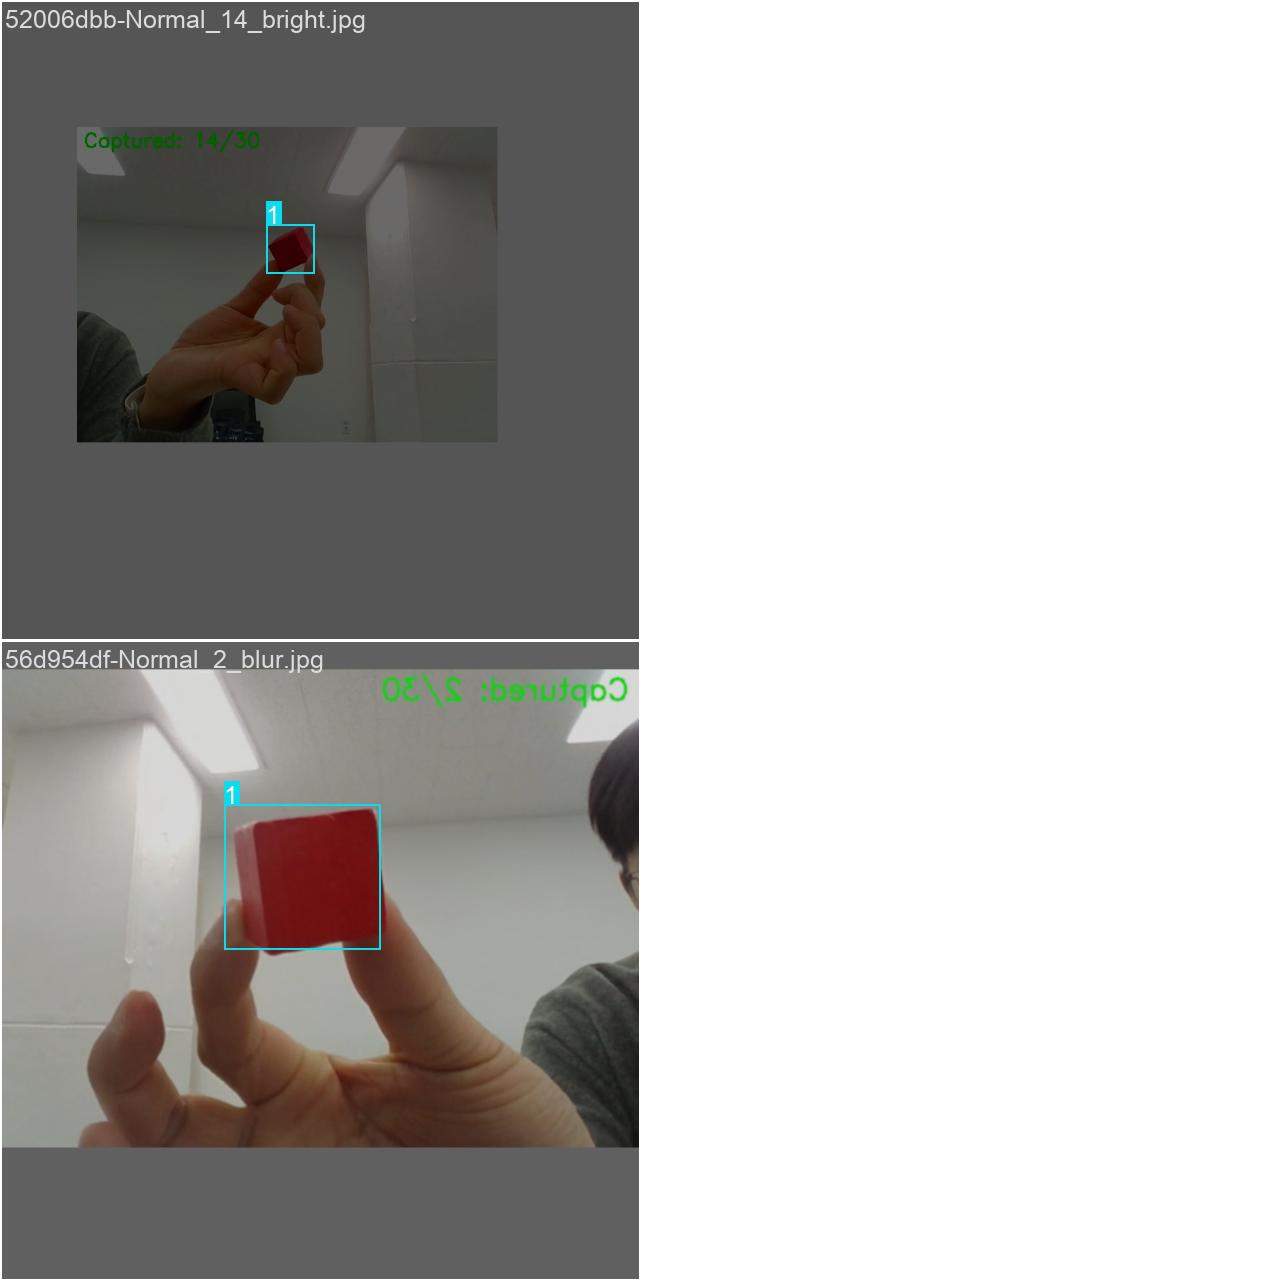 52006dbb-Normal_14_bright.jpg
Captured: 14/30
1
56d954df-Normal_2_blur.jpg
Captured: 2/30
1